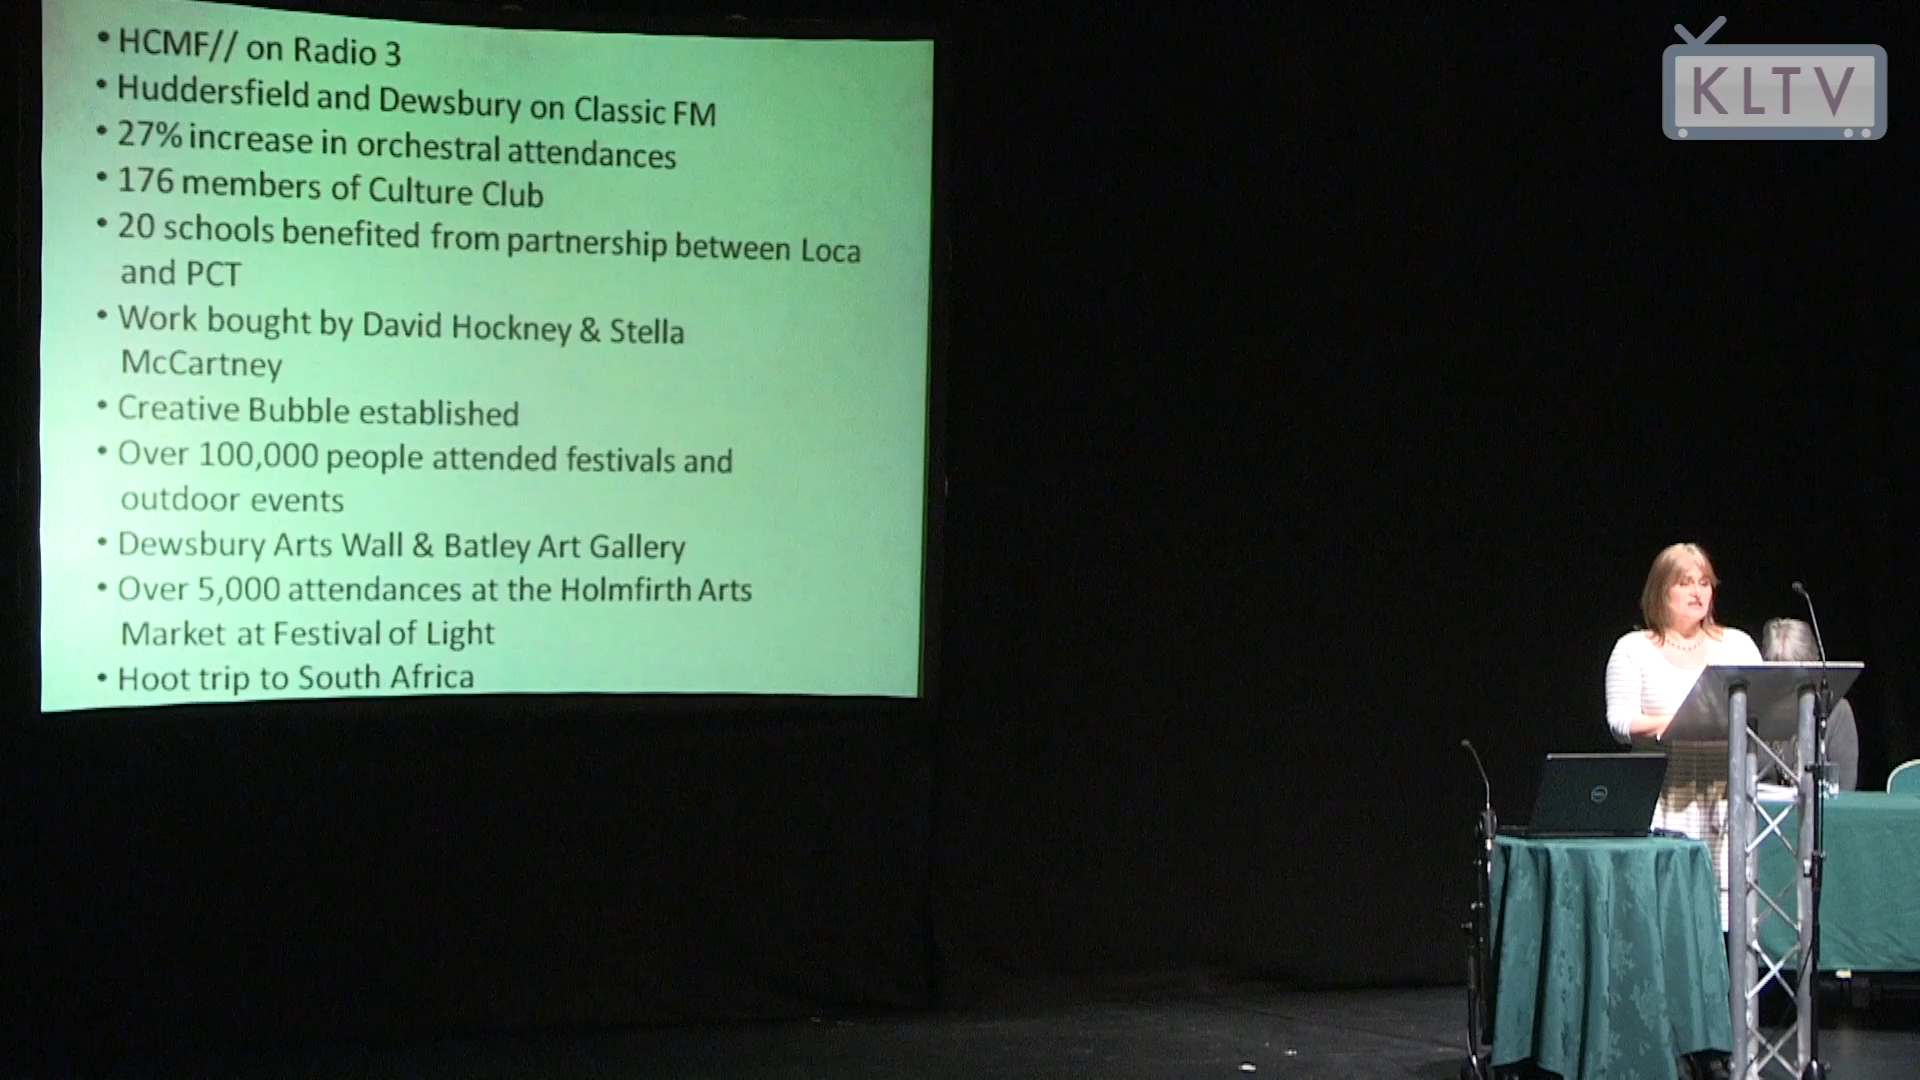 • HCMF// on Radio 3
• Huddersfield and Dewsbury on Classic FM
• 27% increase in orchestral attendances
• 176 members of Culture Club
• 20 schools benefited from partnership between Loca
and PCT
• Work bought by David Hockney & Stella
McCartney
• Creative Bubble established
• Over 100,000 people attended festivals and
outdoor events
• Dewsbury Arts Wall & Batley Art Gallery
• Over 5,000 attendances at the Holmfirth Arts
Market at Festival of Light
• Hoot trip to South Africa
KLTV
DELL